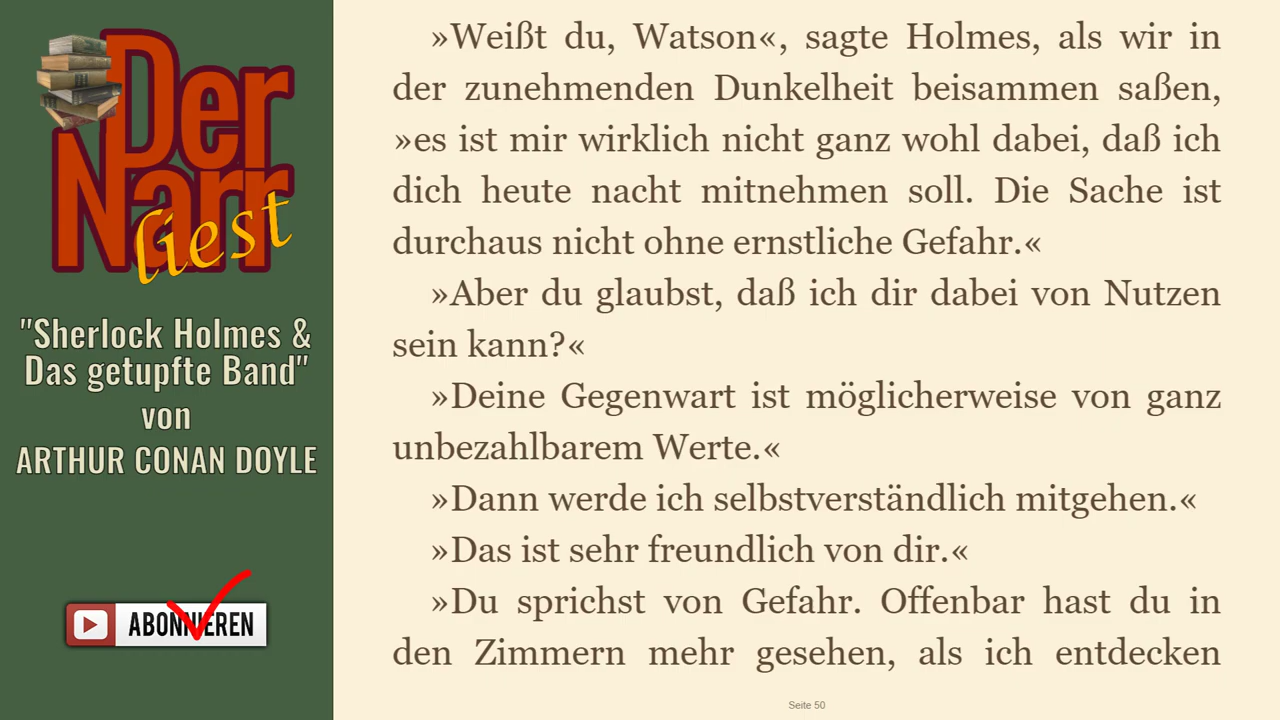 Der
Narr
liest
"Sherlock Holmes &
Das getupfte Band"
von
ARTHUR CONAN DOYLE
ABONNIEREN
»Weißt du, Watson«, sagte Holmes, als wir in
der zunehmenden Dunkelheit beisammen saßen,
»es ist mir wirklich nicht ganz wohl dabei, daß ich
dich heute nacht mitnehmen soll. Die Sache ist
durchaus nicht ohne ernstliche Gefahr.«
»Aber du glaubst, daß ich dir dabei von Nutzen
sein kann?«
»Deine Gegenwart ist möglicherweise von ganz
unbezahlbarem Werte.«
»Dann werde ich selbstverständlich mitgehen.«
»Das ist sehr freundlich von dir.«
»Du sprichst von Gefahr. Offenbar hast du in
den Zimmern mehr gesehen, als ich entdecken
Seite 50